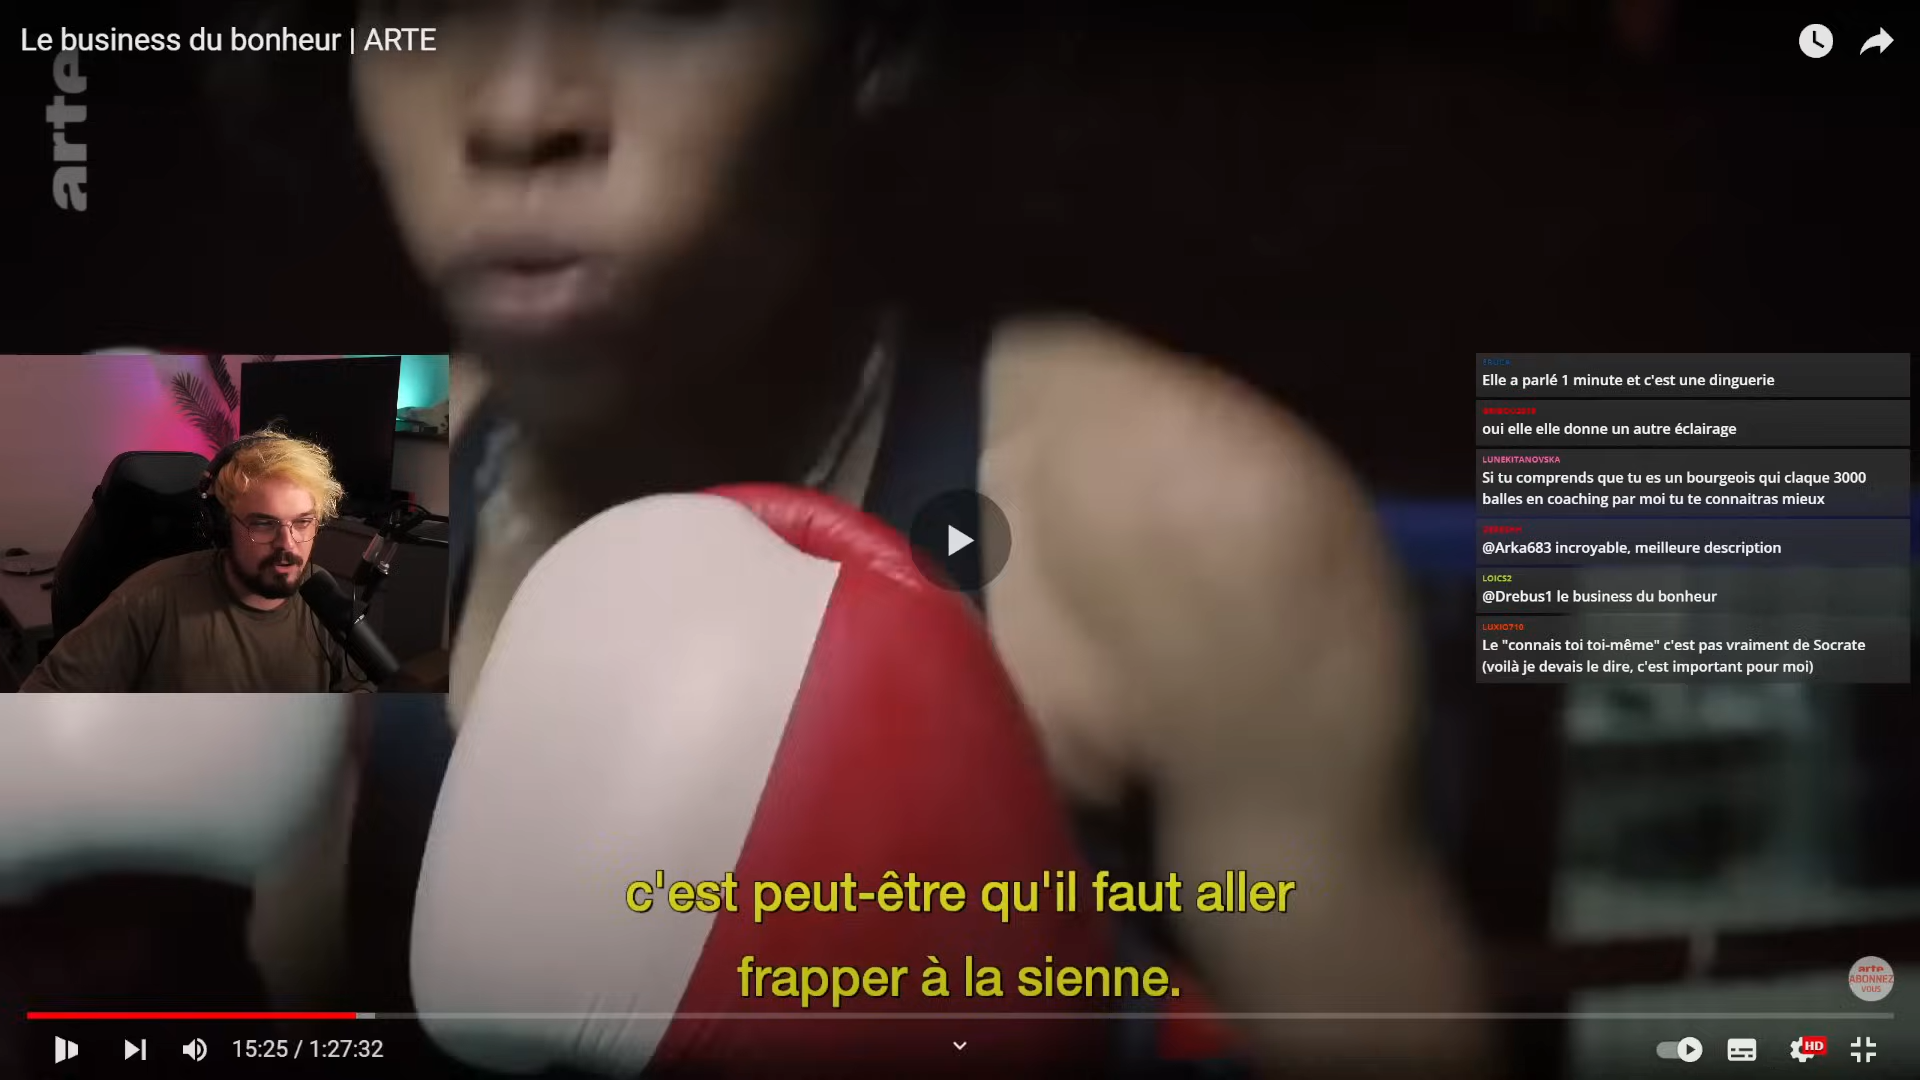 Le business du bonheur | ARTE
arte
Elle a parlé 1 minute et c'est une dinguerie
oui elle elle donne un autre éclairage
LUNEKITANOVSKA
Si tu comprends que tu es un bourgeois qui claque 3000
balles en coaching par moi tu te connaitras mieux
@Arka683 incroyable, meilleure description
LOICS2
@Drebus1 le business du bonheur
LUXIO710
Le "connais toi toi-même" c'est pas vraiment de Socrate
(voilà je devais le dire, c'est important pour moi)
c'est peut-être qu'il faut aller
frapper à la sienne.
arte
ABONNEZ
VOUS
15:25 / 1:27:32
HD